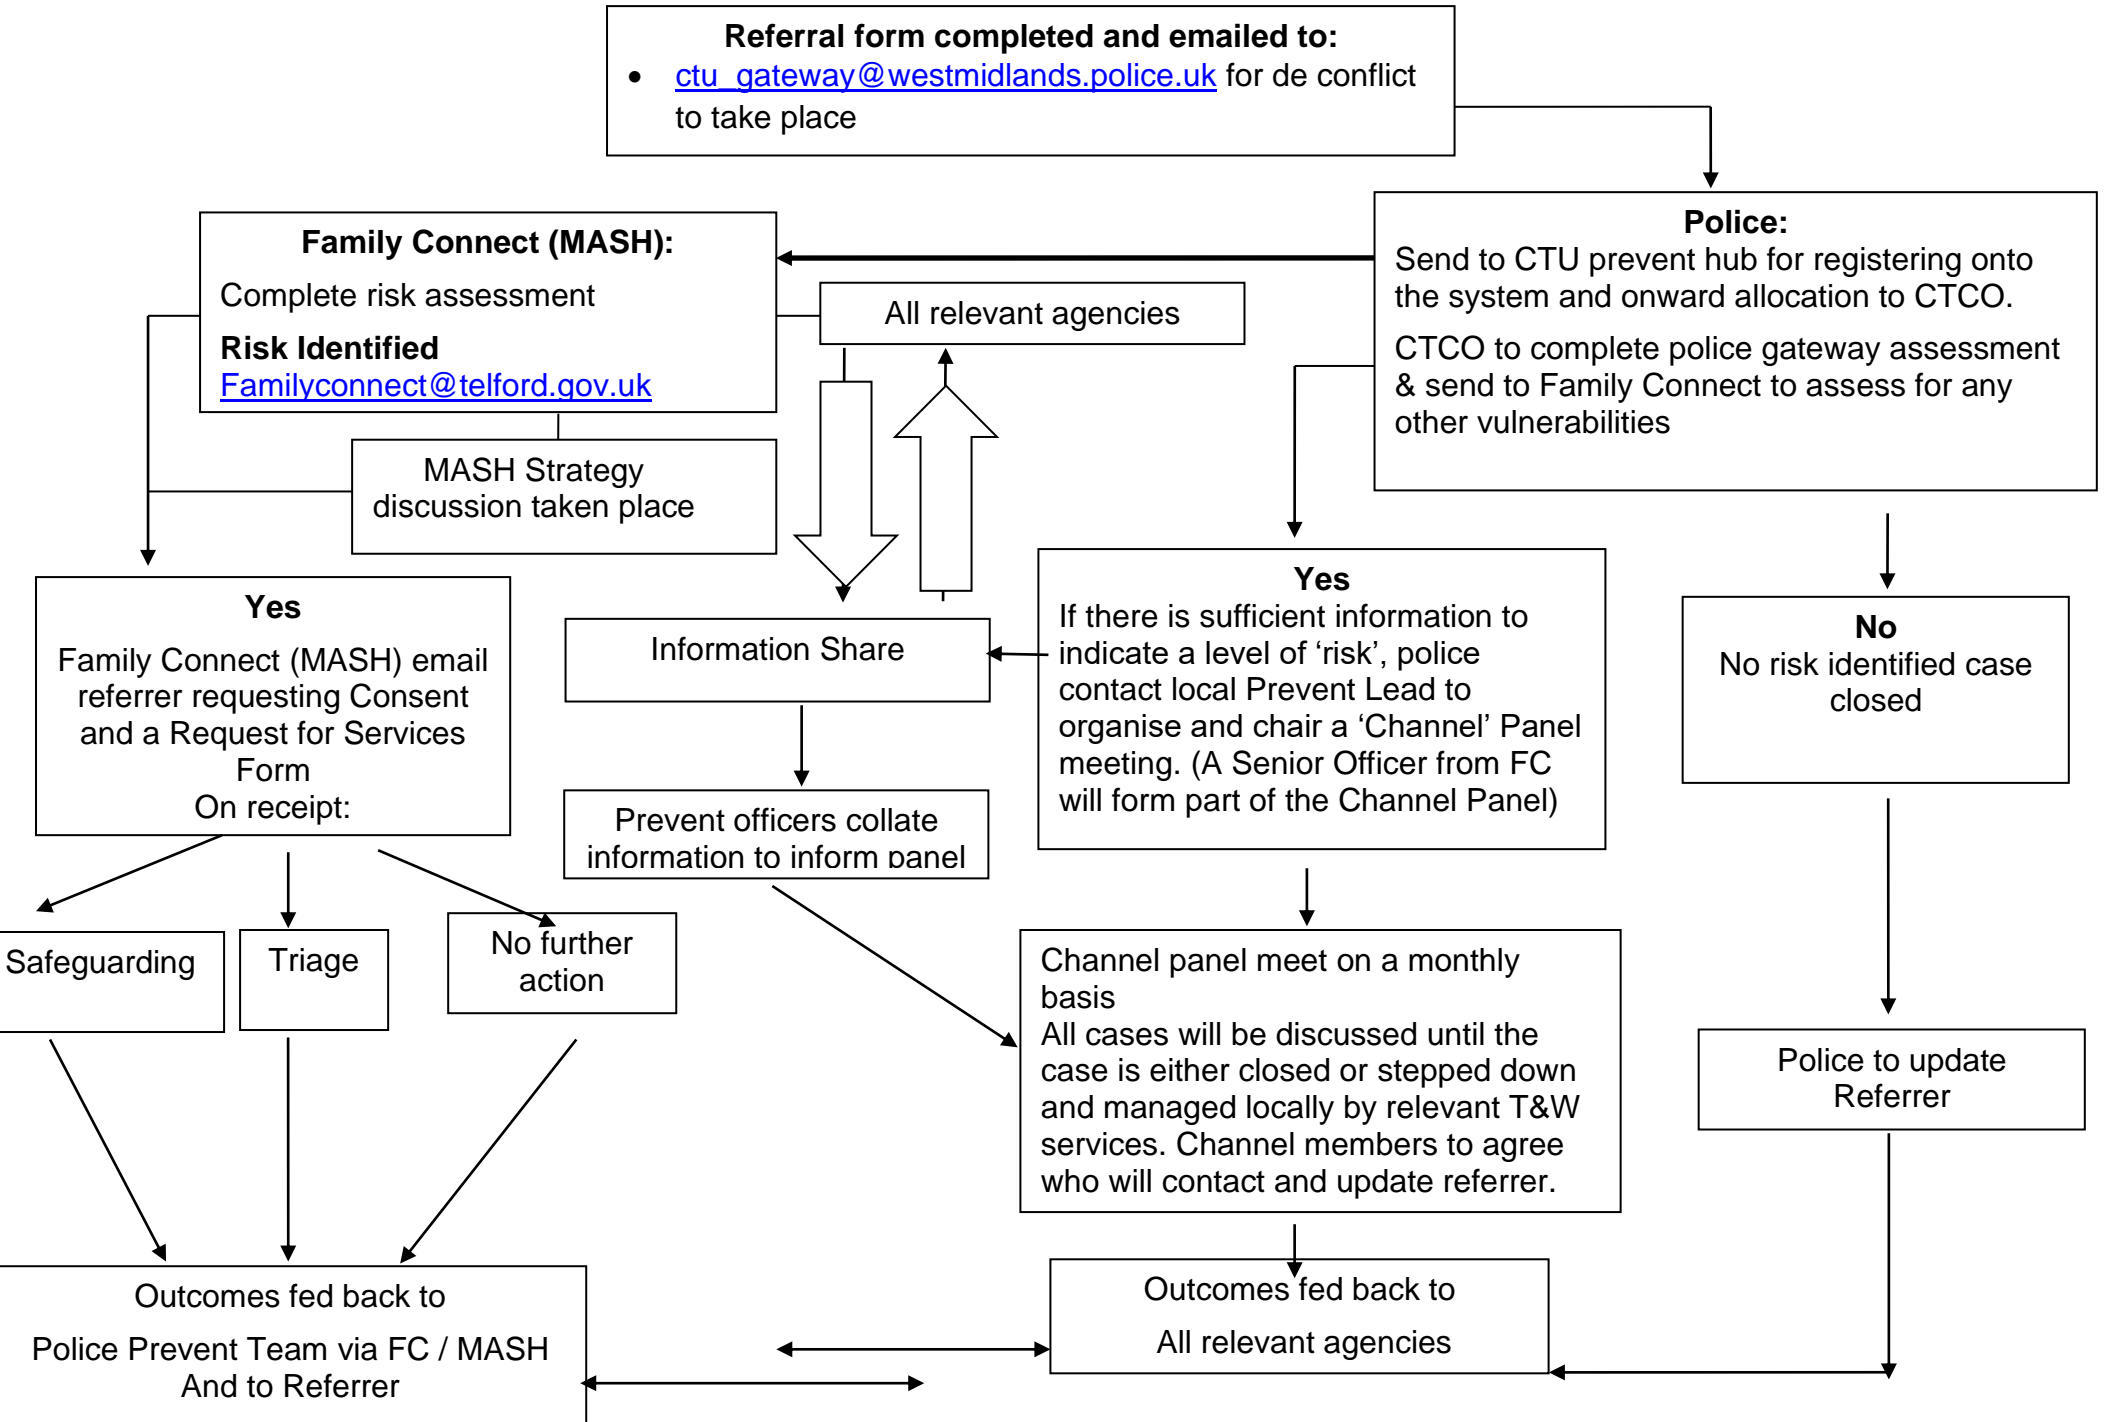 Referral form completed and emailed to:
• ctu_gateway@westmidlands.police.uk for de conflict
to take place
Police:
Send to CTU prevent hub for registering onto
the system and onward allocation to CTCO.
CTCO to complete police gateway assessment
& send to Family Connect to assess for any
other vulnerabilities
Family Connect (MASH):
Complete risk assessment
Risk Identified
Familyconnect@telford.gov.uk
All relevant agencies
MASH Strategy
discussion taken place
Yes
Family Connect (MASH) email
referrer requesting Consent
and a Request for Services
Form
On receipt:
Information Share
Yes
If there is sufficient information to
indicate a level of ‘risk’, police
contact local Prevent Lead to
organise and chair a ‘Channel’ Panel
meeting. (A Senior Officer from FC
will form part of the Channel Panel)
No
No risk identified case
closed
Prevent officers collate
information to inform panel
Safeguarding
Triage
No further
action
Channel panel meet on a monthly
basis
All cases will be discussed until the
case is either closed or stepped down
and managed locally by relevant T&W
services. Channel members to agree
who will contact and update referrer.
Police to update
Referrer
Outcomes fed back to
Police Prevent Team via FC / MASH
And to Referrer
Outcomes fed back to
All relevant agencies